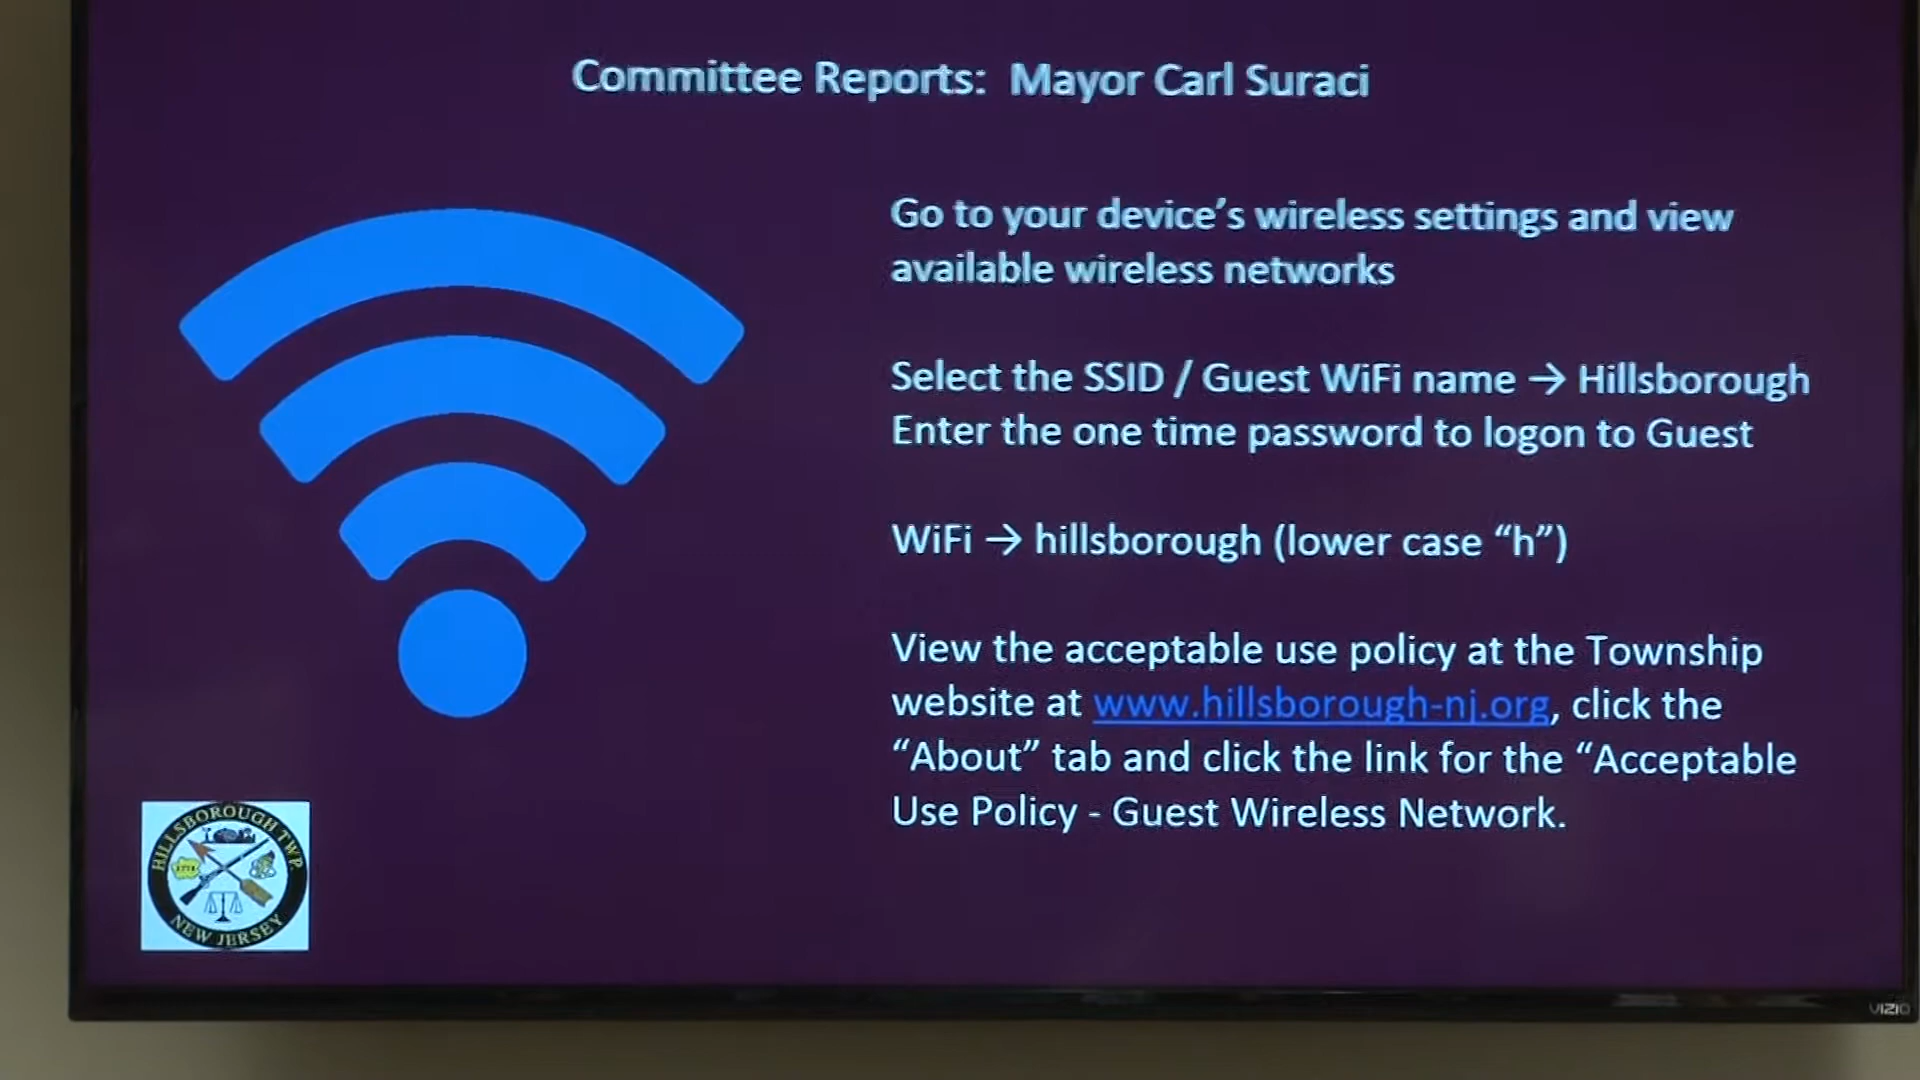 Committee Reports:  Mayor Carl Suraci
Go to your device’s wireless settings and view
available wireless networks
Select the SSID / Guest WiFi name → Hillsborough
Enter the one time password to logon to Guest
WiFi → hillsborough (lower case “h”)
View the acceptable use policy at the Township
website at www.hillsborough-nj.org, click the
“About” tab and click the link for the “Acceptable
Use Policy - Guest Wireless Network.
HILLSBOROUGH TWP.
NEW JERSEY
VIZIO